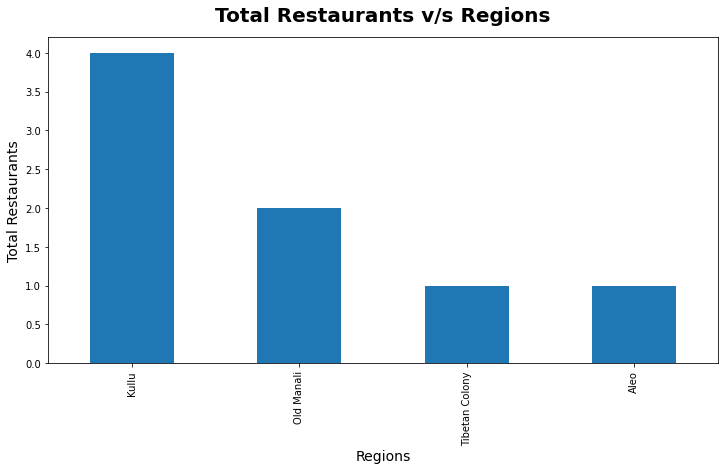 Total Restaurants v/s Regions
4.0
3.5
3.0
2.5
2.0
1.5
1.0
0.5
0.0
Total Restaurants
Kullu
Old Manali
Tibetan Colony
Aleo
Regions